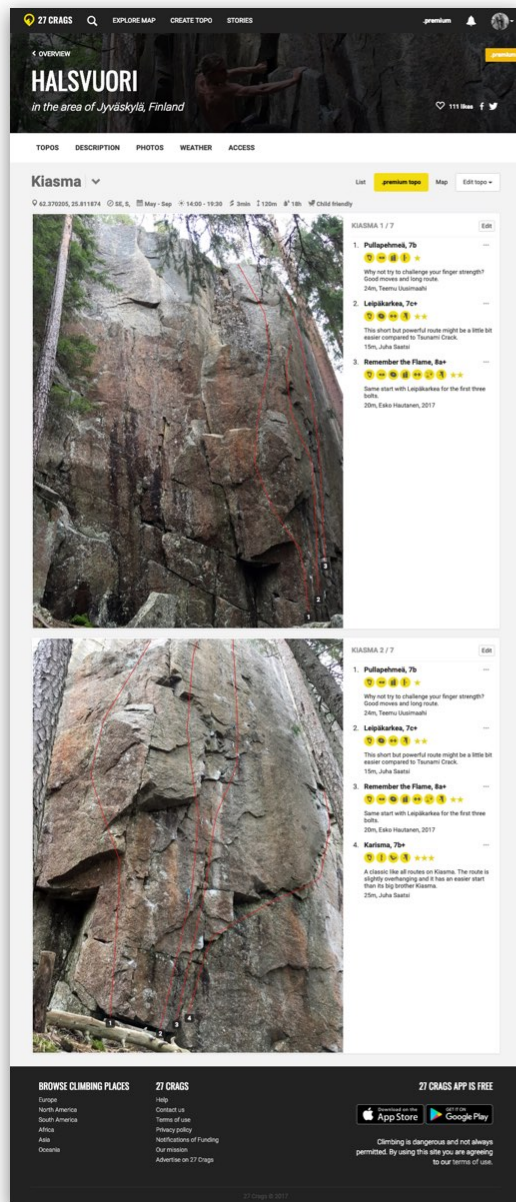 27 CRAGS EXPLORE MAP CREATE TOPO STORIES .premium
OVERVIEW
.premium
HALSVUORI
in the area of Jyväskylä, Finland
111 likes
TOPOS DESCRIPTION PHOTOS WEATHER ACCESS
Kiasma
List .premium topo Map Edit topo
62.370205, 25.811874 SE, S, May - Sep 14:00 - 19:30 3min 120m 18h Child friendly
KIASMA 1 / 7 Edit
1. Pullapehmeä, 7b
Why not try to challenge your finger strength?
Good moves and long route.
24m, Teemu Uusimaahi
2. Leipäkarkea, 7c+
This short but powerful route might be a little bit
easier compared to Tsunami Crack.
15m, Juha Saatsi
3. Remember the Flame, 8a+
Same start with Leipäkarkea for the first three
bolts.
20m, Esko Hautanen, 2017
3
2
1
KIASMA 2 / 7 Edit
1. Pullapehmeä, 7b
Why not try to challenge your finger strength?
Good moves and long route.
24m, Teemu Uusimaahi
2. Leipäkarkea, 7c+
This short but powerful route might be a little bit
easier compared to Tsunami Crack.
15m, Juha Saatsi
3. Remember the Flame, 8a+
Same start with Leipäkarkea for the first three
bolts.
20m, Esko Hautanen, 2017
4. Karisma, 7b+
A classic like all routes on Kiasma. The route is
slightly overhanging and it has an easier start
than its big brother Kiasma.
25m, Juha Saatsi
1 2 3 4
BROWSE CLIMBING PLACES
Europe
North America
South America
Africa
Asia
Oceania
27 CRAGS
Help
Contact us
Terms of use
Privacy policy
Notifications of Funding
Our mission
Advertise on 27 Crags
27 CRAGS APP IS FREE
Download on the App Store
GET IT ON Google Play
Climbing is dangerous and not always
permitted. By using this site you are agreeing
to our terms of use.
27 Crags © 2017